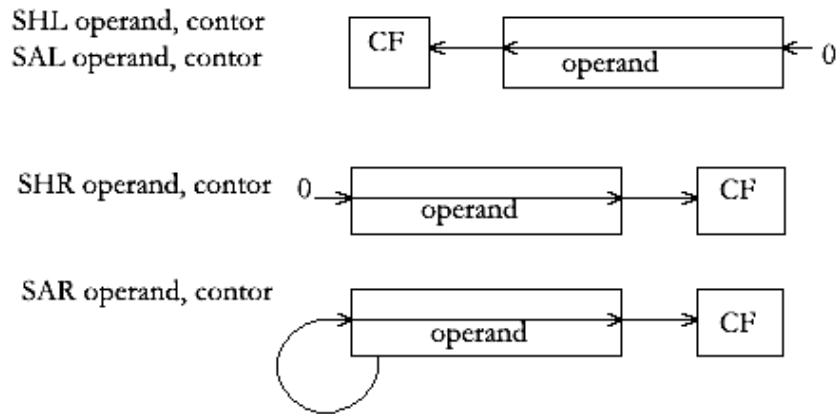 SHL operand, contor
SAL operand, contor
CF
operand
0
SHR operand, contor
0
operand
CF
SAR operand, contor
operand
CF